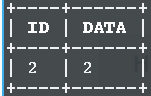 +----+------+
| ID | DATA |
+----+------+
| 2 | 2 |
+----+------+